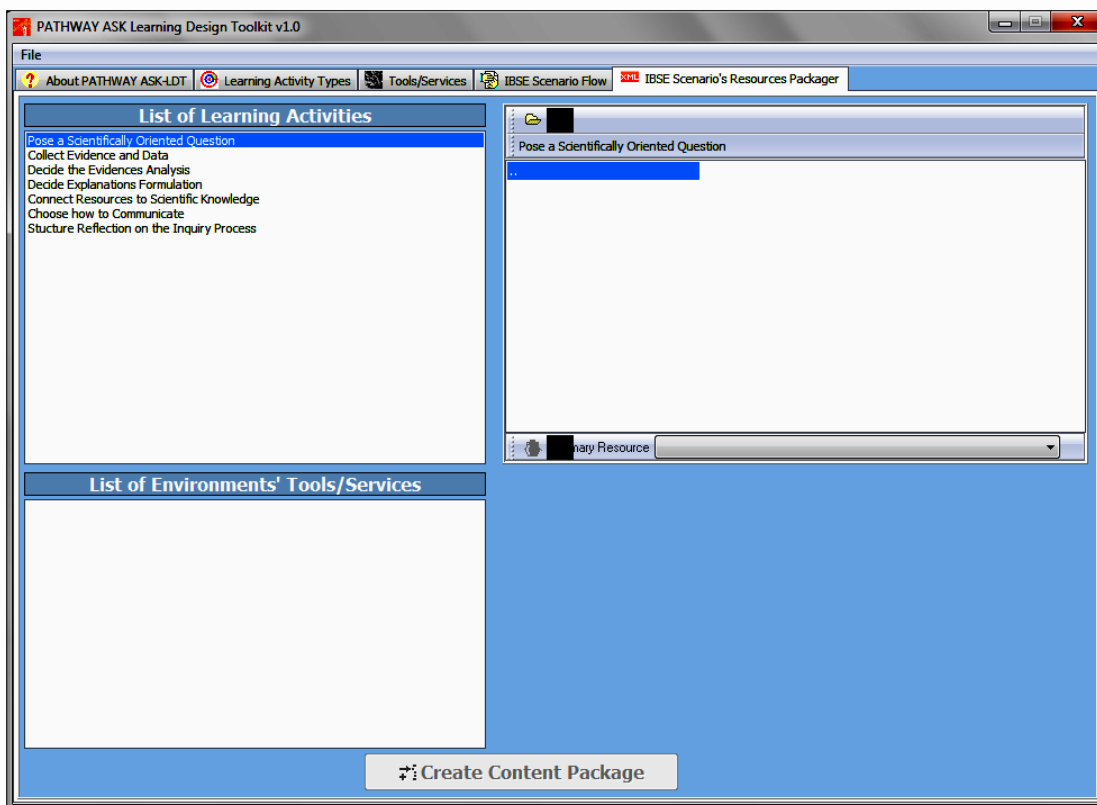 PATHWAY ASK Learning Design Toolkit v1.0
File
About PATHWAY ASK-LDT Learning Activity Types Tools/Services IBSE Scenario Flow XML IBSE Scenario's Resources Packager
List of Learning Activities
Pose a Scientifically Oriented Question
Collect Evidence and Data
Decide the Evidences Analysis
Decide Explanations Formulation
Connect Resources to Scientific Knowledge
Choose how to Communicate
Stucture Reflection on the Inquiry Process
Pose a Scientifically Oriented Question
..
Resource
List of Environments' Tools/Services
Create Content Package